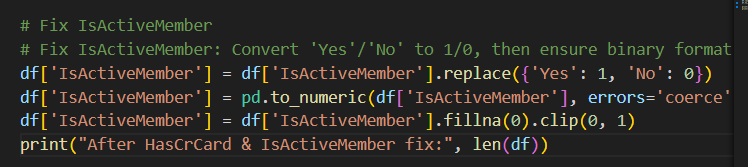 # Fix IsActiveMember
# Fix IsActiveMember: Convert 'Yes'/'No' to 1/0, then ensure binary format
df['IsActiveMember'] = df['IsActiveMember'].replace({'Yes': 1, 'No': 0})
df['IsActiveMember'] = pd.to_numeric(df['IsActiveMember'], errors='coerce'
df['IsActiveMember'] = df['IsActiveMember'].fillna(0).clip(0, 1)
print("After HasCrCard & IsActiveMember fix:", len(df))